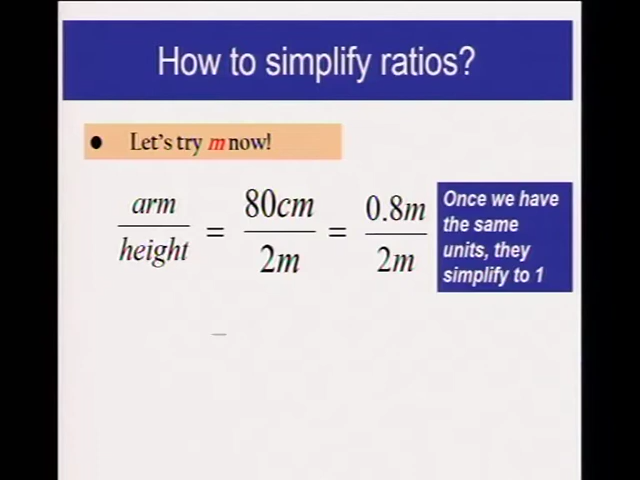 How to simplify ratios?
• Let's try m now!
arm / height = 80cm / 2m = 0.8m / 2m
Once we have
the same
units, they
simplify to 1